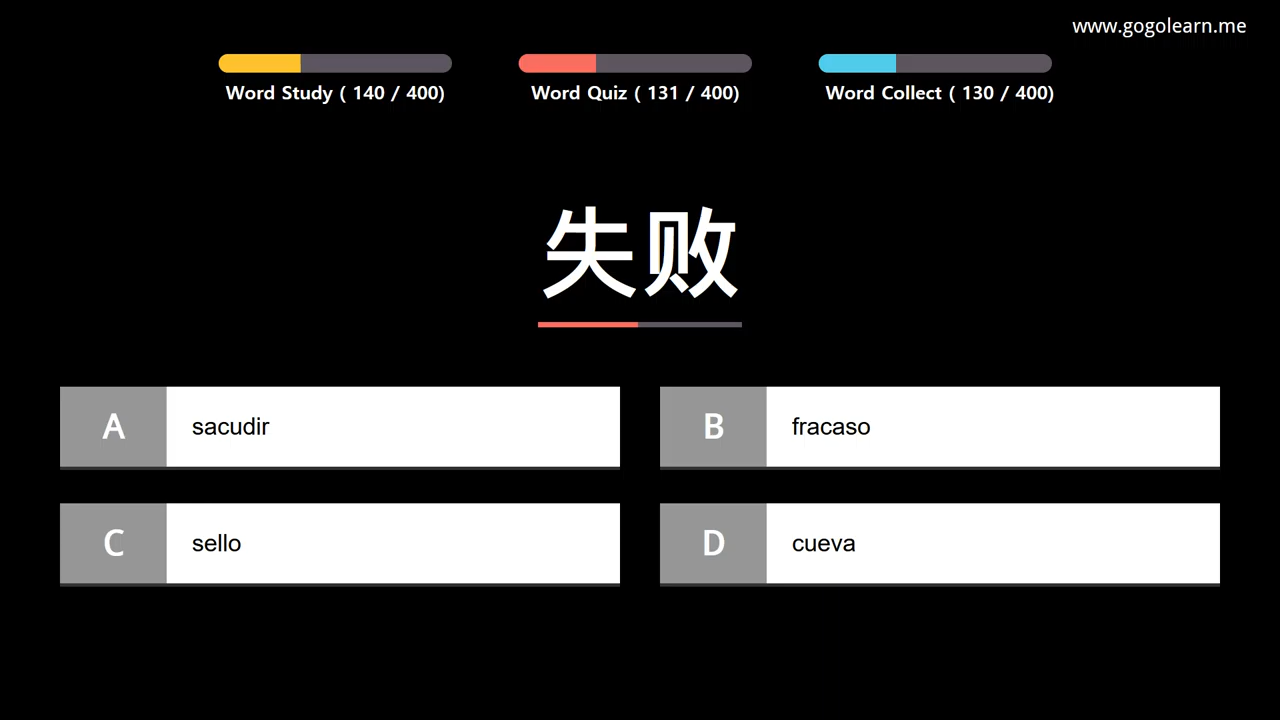 www.gogolearn.me
Word Study ( 140 / 400)
Word Quiz ( 131 / 400)
Word Collect ( 130 / 400)
失败
A sacudir
B fracaso
C sello
D cueva